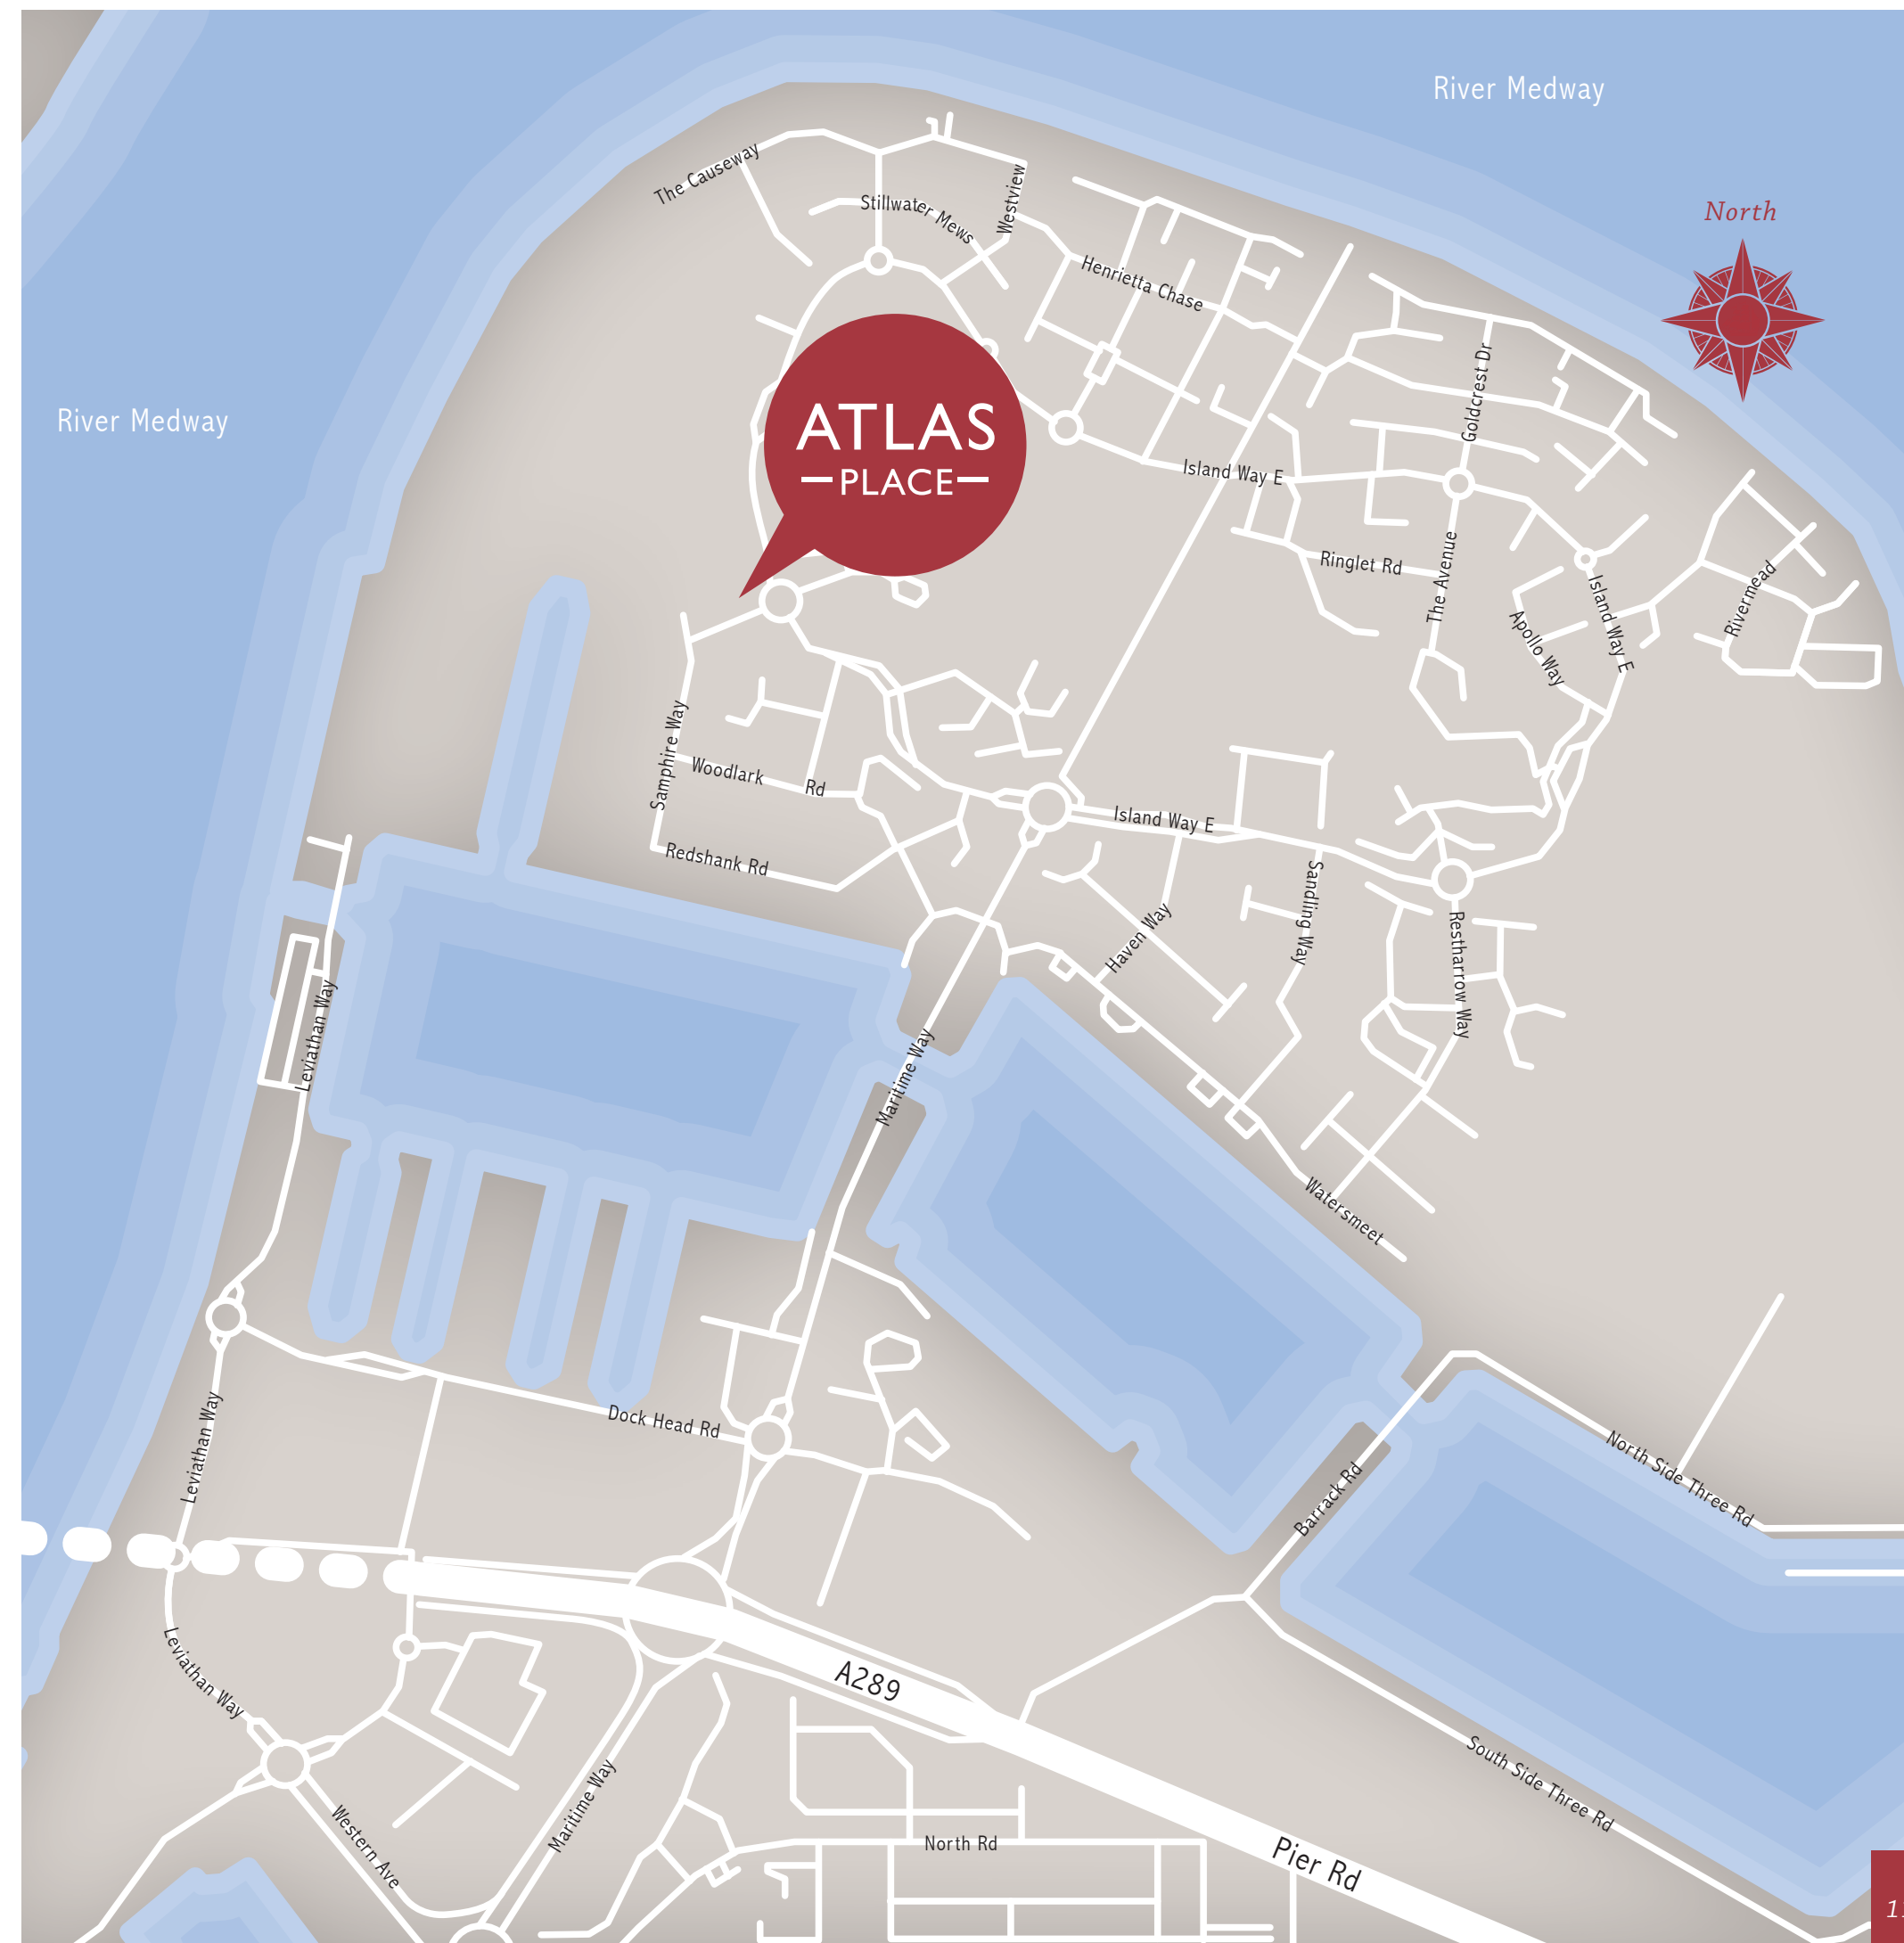 River Medway
The Causeway
Westview
Stillwater Mews
North
Henrietta Chase
River Medway
Goldcrest Dr
ATLAS
PLACE
Island Way E
Ringlet Rd
The Avenue
Rivermead
Island Way E
Apollo Way
Samphire Way
Woodlark Rd
Island Way E
Redshank Rd
Sandling Way
Haven Way
Restharrow Way
Leviathan Way
Maritime Way
Watersmeet
Dock Head Rd
Leviathan Way
North Side Three Rd
Barrack Rd
Leviathan Way
A289
South Side Three Rd
Maritime Way
Western Ave
North Rd
Pier Rd